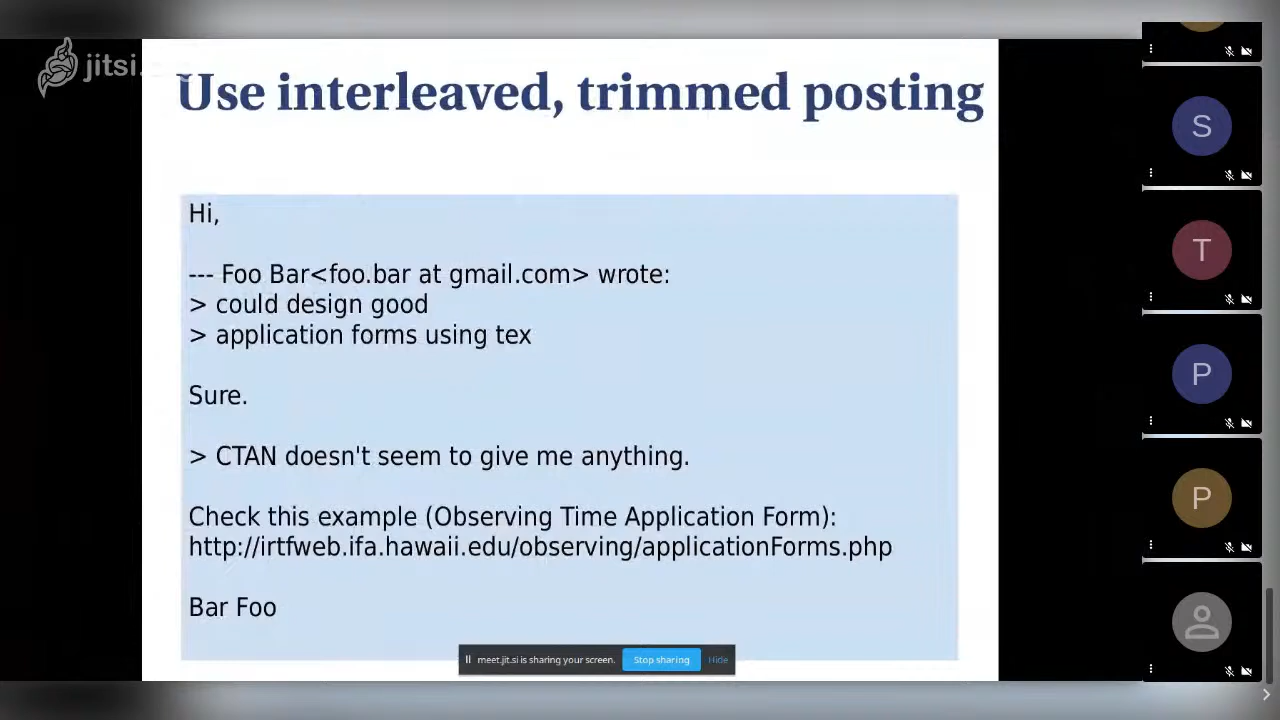 jitsi.
Use interleaved, trimmed posting
Hi,
--- Foo Bar<foo.bar at gmail.com> wrote:
> could design good
> application forms using tex
Sure.
> CTAN doesn't seem to give me anything.
Check this example (Observing Time Application Form):
http://irtfweb.ifa.hawaii.edu/observing/applicationForms.php
Bar Foo
meet.jit.si is sharing your screen. Stop sharing Hide
S
T
P
P